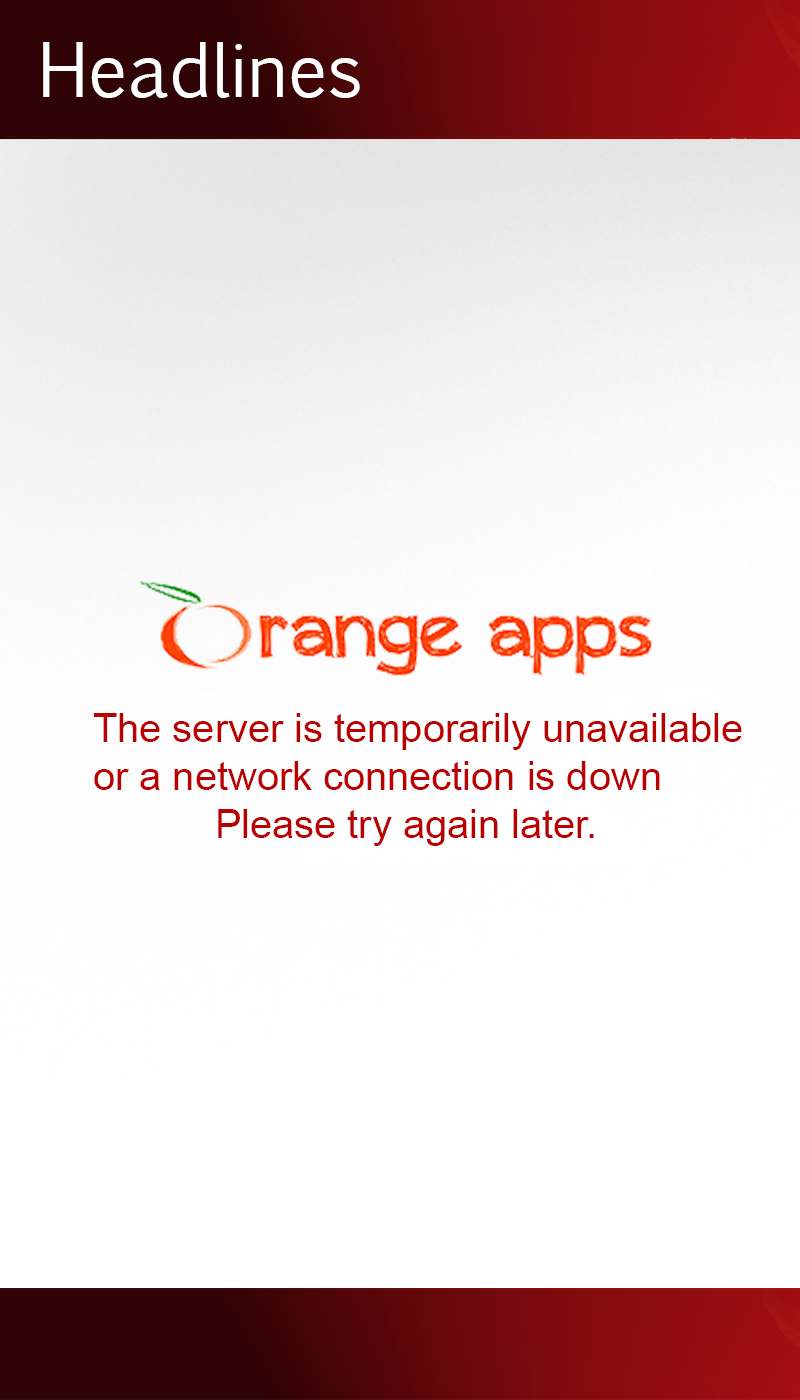 Headlines
Orange apps
The server is temporarily unavailable
or a network connection is down
Please try again later.